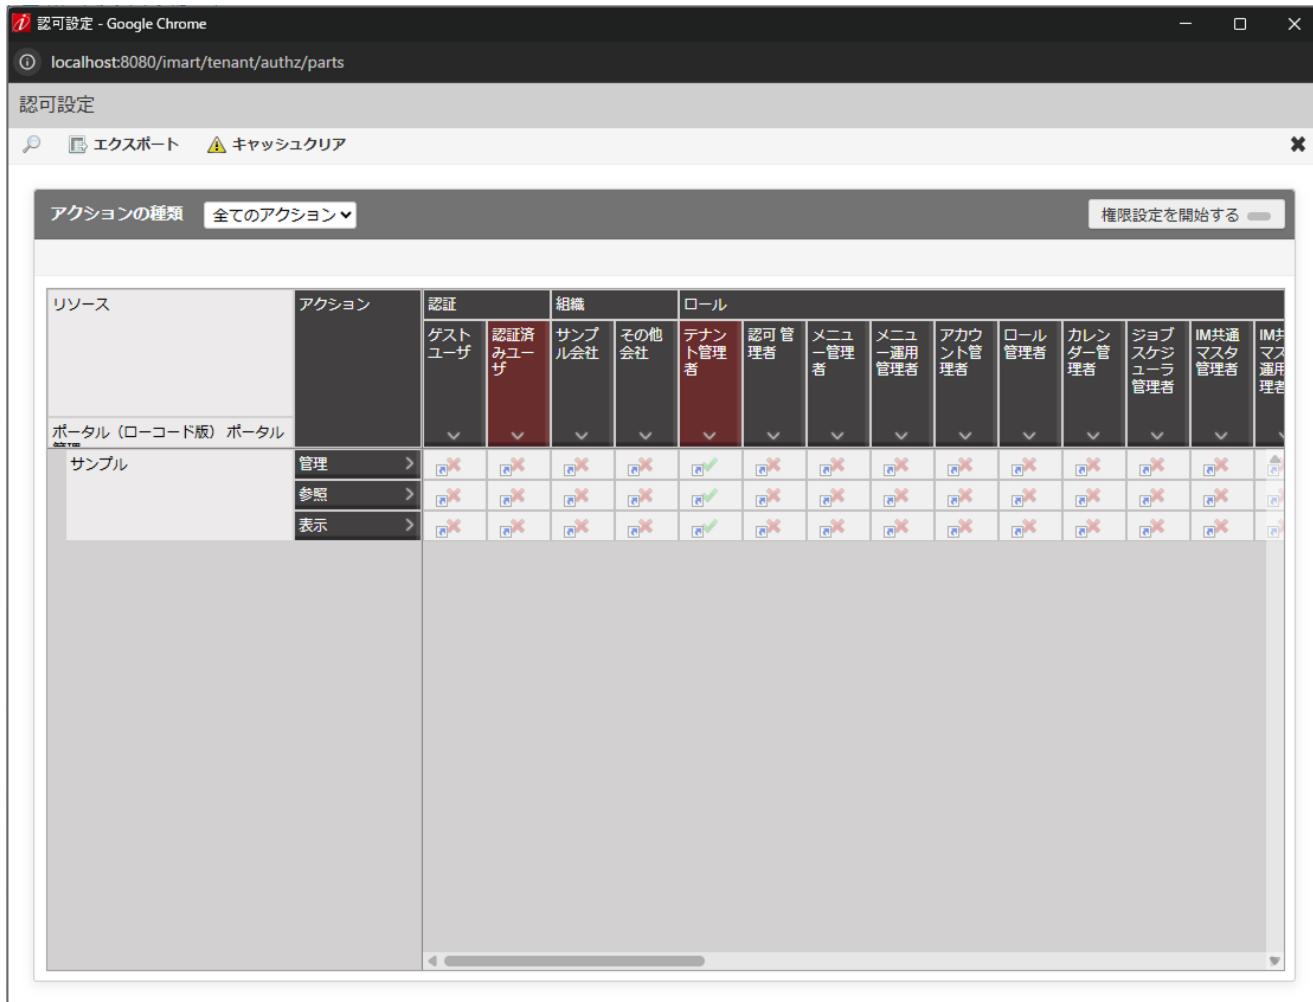 認可設定 - Google Chrome
localhost:8080/imart/tenant/authz/parts
認可設定
エクスポート キャッシュクリア
アクションの種類 全てのアクション 権限設定を開始する
リソース アクション 認証 組織 ロール
ゲストユーザ
認証済みユーザ
サンプル会社
その他会社
テナント管理者
認可管理者
メニュー管理者
メニュー運用管理者
アカウント管理者
ロール管理者
カレンダー管理者
ジョブスケジューラ管理者
IM共通マスタ管理者
ポータル（ローコード版） ポータル
サンプル 管理
参照
表示